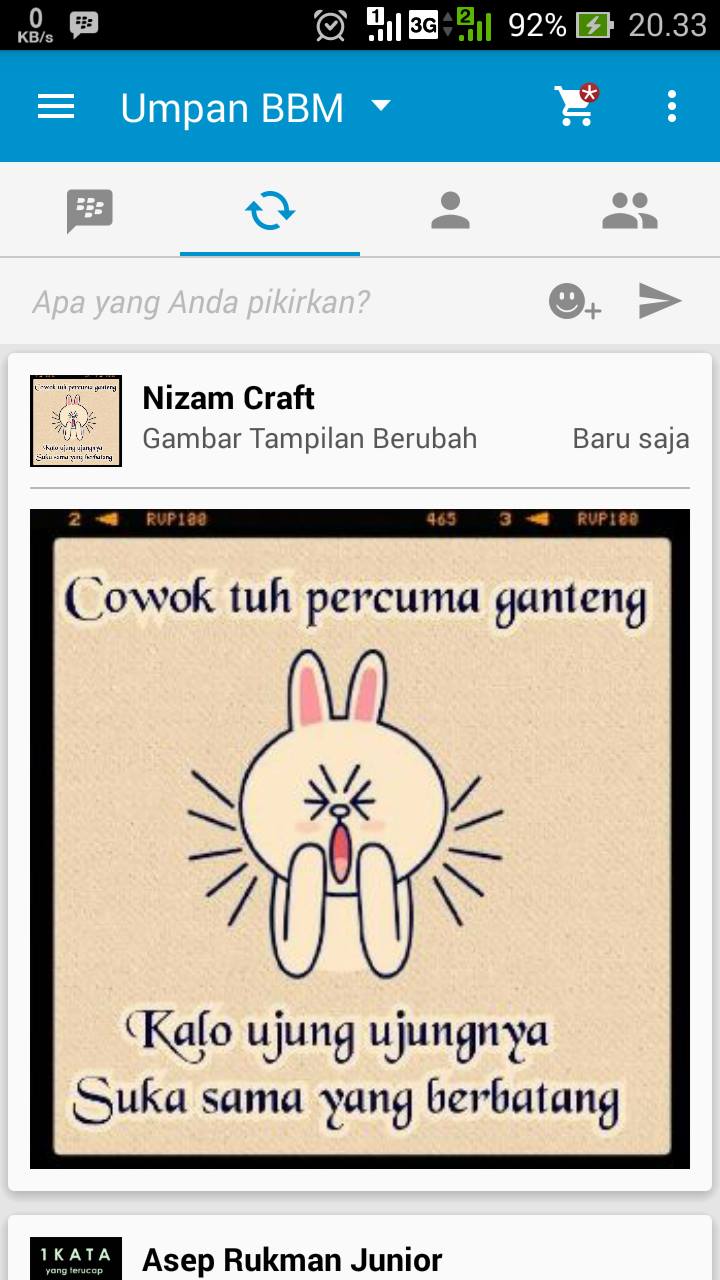 0
KB/s
1
3G
2
92%
20.33
Umpan BBM
Apa yang Anda pikirkan?
Cowok tuh percuma ganteng
Kalo ujung ujungnya
Suka sama yang berbatang
Nizam Craft
Gambar Tampilan Berubah
Baru saja
2 RVP100 465 3 RVP100
Cowok tuh percuma ganteng
Kalo ujung ujungnya
Suka sama yang berbatang
1 KATA
yang terucap
Asep Rukman Junior